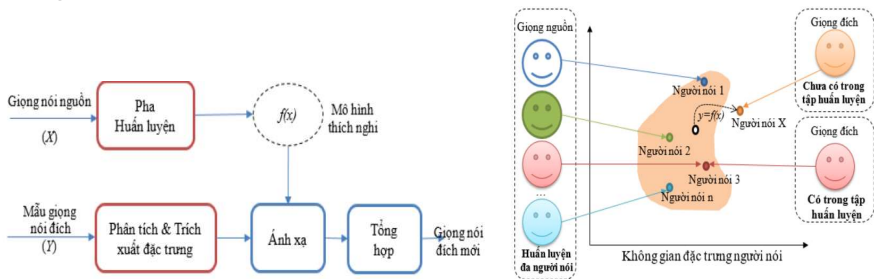 Giọng nói nguồn
(X)
Pha
Huấn luyện
f(x)
Mô hình
thích nghi
Mẫu giọng
nói đích
(Y)
Phân tích & Trích
xuất đặc trưng
Ánh xạ
Tổng
hợp
Giọng nói
đích mới
Giọng nguồn
...
Huấn luyện
đa người nói
Người nói 1
y=f(x)
Người nói X
Người nói 2
Người nói 3
Người nói n
Không gian đặc trưng người nói
Giọng đích
Chưa có trong
tập huấn luyện
Giọng đích
Có trong tập
huấn luyện